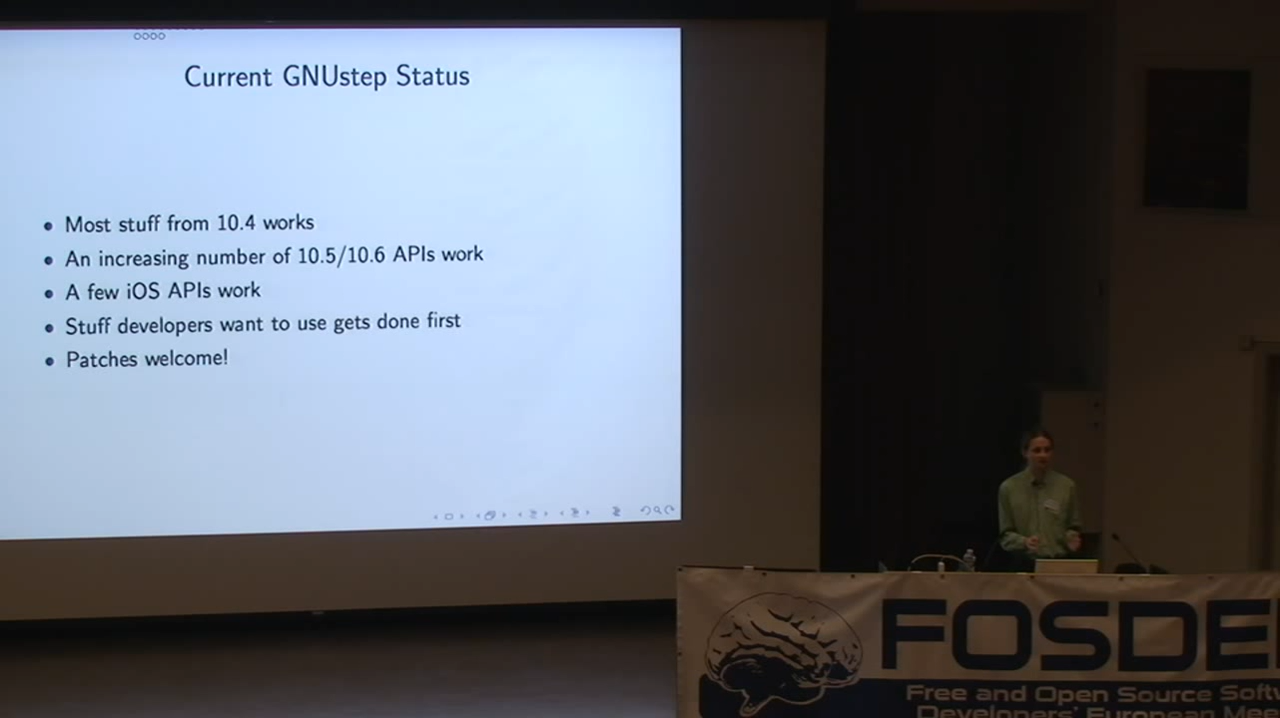 Current GNUstep Status
• Most stuff from 10.4 works
• An increasing number of 10.5/10.6 APIs work
• A few iOS APIs work
• Stuff developers want to use gets done first
• Patches welcome!
FOSDE
Free and Open Source Softw
Developers' European Mee